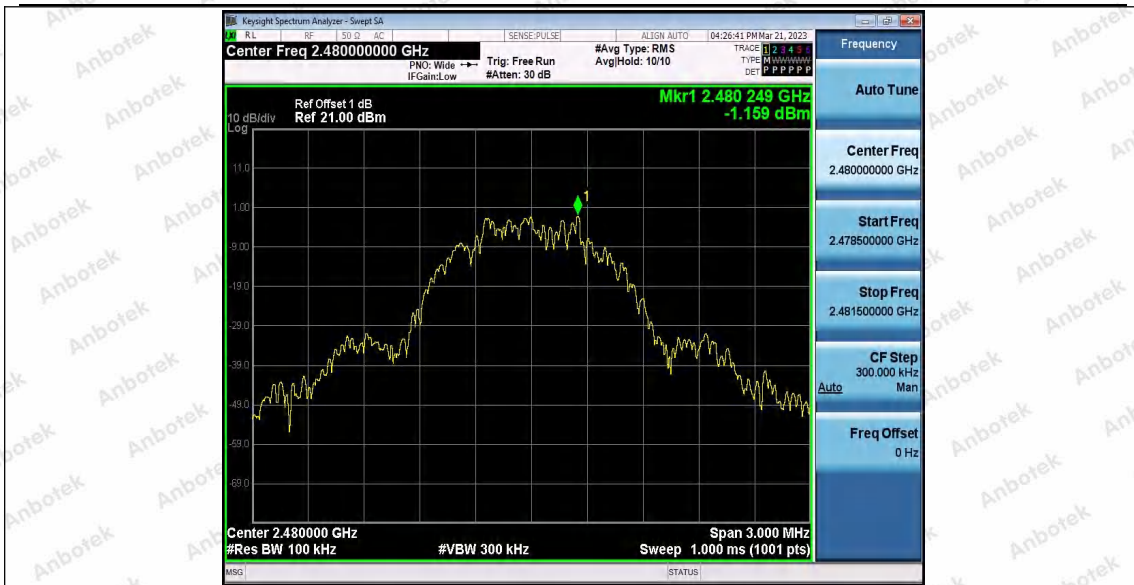 Keysight Spectrum Analyzer - Swept SA
LXI RL RF 50 Ω AC SENSE:PULSE ALIGN AUTO 04:26:41 PM Mar 21, 2023
Center Freq 2.480000000 GHz
PNO: Wide
IFGain:Low
Trig: Free Run
#Atten: 30 dB
#Avg Type: RMS
Avg|Hold: 10/10
TRACE 1 2 3 4 5 6
TYPE M W W W W W
DET P P P P P P
Frequency
Auto Tune
Center Freq
2.480000000 GHz
Start Freq
2.478500000 GHz
Stop Freq
2.481500000 GHz
CF Step
300.000 kHz
Auto Man
Freq Offset
0 Hz
Mkr1 2.480 249 GHz
-1.159 dBm
Ref Offset 1 dB
10 dB/div Ref 21.00 dBm
Log
11.0
1.00
-9.00
-19.0
-29.0
-39.0
-49.0
-59.0
-69.0
1
Center 2.480000 GHz Span 3.000 MHz
#Res BW 100 kHz #VBW 300 kHz Sweep 1.000 ms (1001 pts)
MSG STATUS
Anbotek